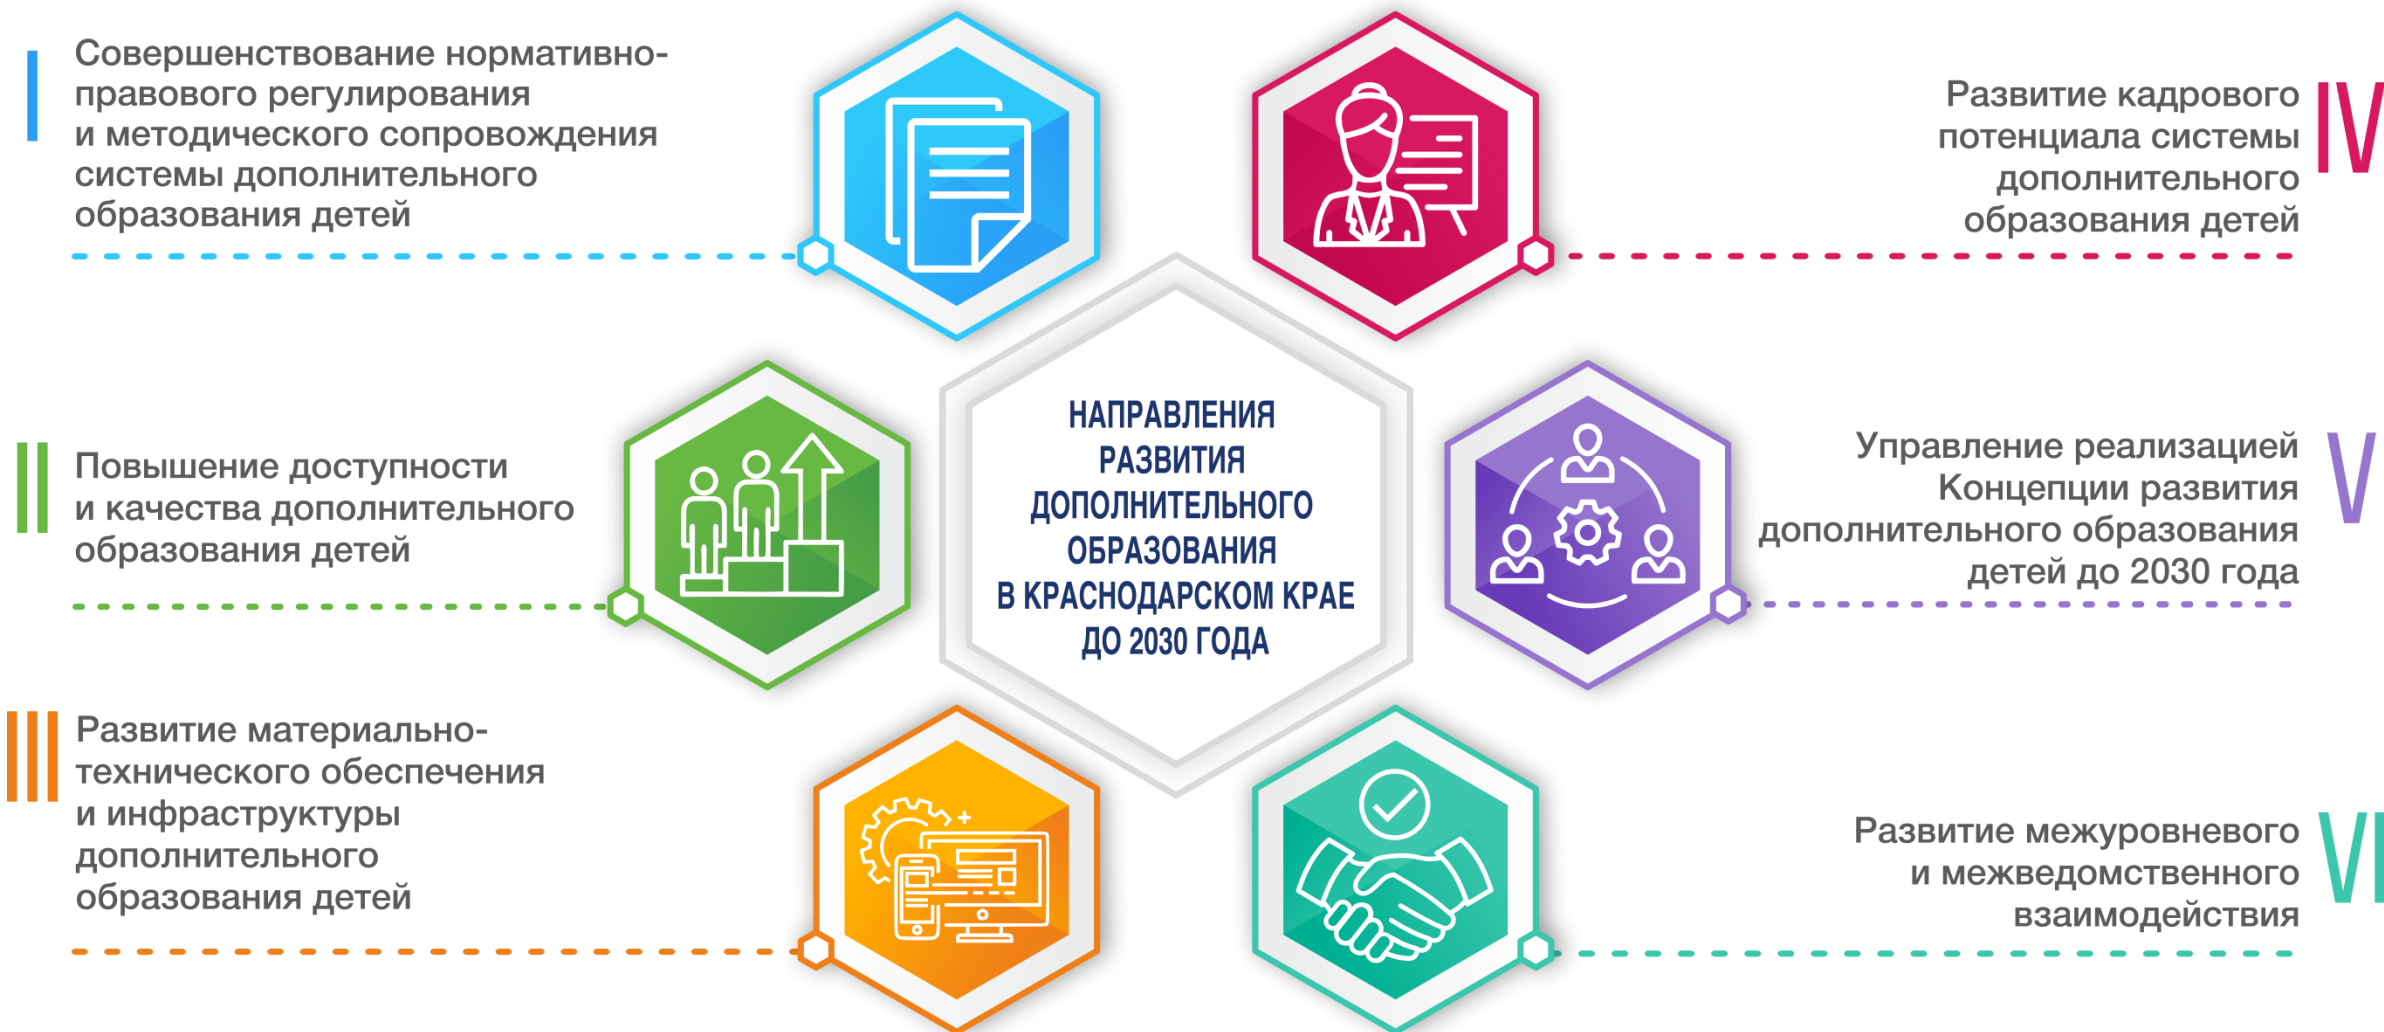 I
Совершенствование нормативно-
правового регулирования
и методического сопровождения
системы дополнительного
образования детей
II
Повышение доступности
и качества дополнительного
образования детей
III
Развитие материально-
технического обеспечения
и инфраструктуры
дополнительного
образования детей
НАПРАВЛЕНИЯ
РАЗВИТИЯ
ДОПОЛНИТЕЛЬНОГО
ОБРАЗОВАНИЯ
В КРАСНОДАРСКОМ КРАЕ
ДО 2030 ГОДА
IV
Развитие кадрового
потенциала системы
дополнительного
образования детей
V
Управление реализацией
Концепции развития
дополнительного образования
детей до 2030 года
VI
Развитие межуровневого
и межведомственного
взаимодействия